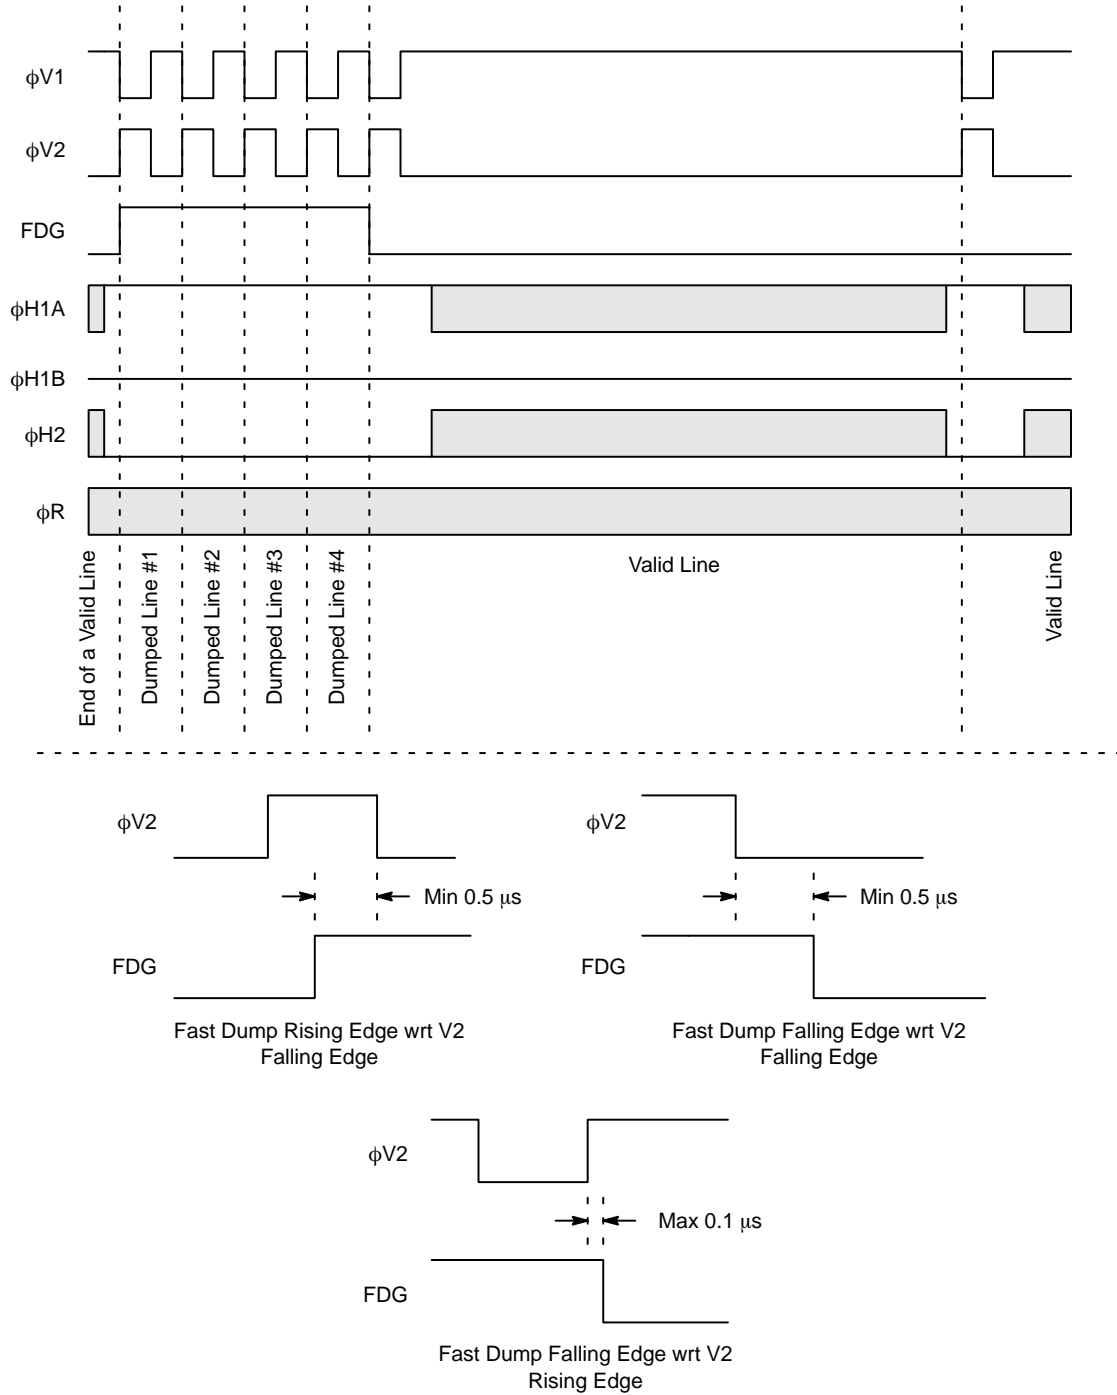 ϕV1
ϕV2
FDG
ϕH1A
ϕH1B
ϕH2
ϕR
End of a Valid Line
Dumped Line #1
Dumped Line #2
Dumped Line #3
Dumped Line #4
Valid Line
Valid Line
ϕV2
Min 0.5 μs
FDG
Fast Dump Rising Edge wrt V2
Falling Edge
ϕV2
Min 0.5 μs
FDG
Fast Dump Falling Edge wrt V2
Falling Edge
ϕV2
Max 0.1 μs
FDG
Fast Dump Falling Edge wrt V2
Rising Edge